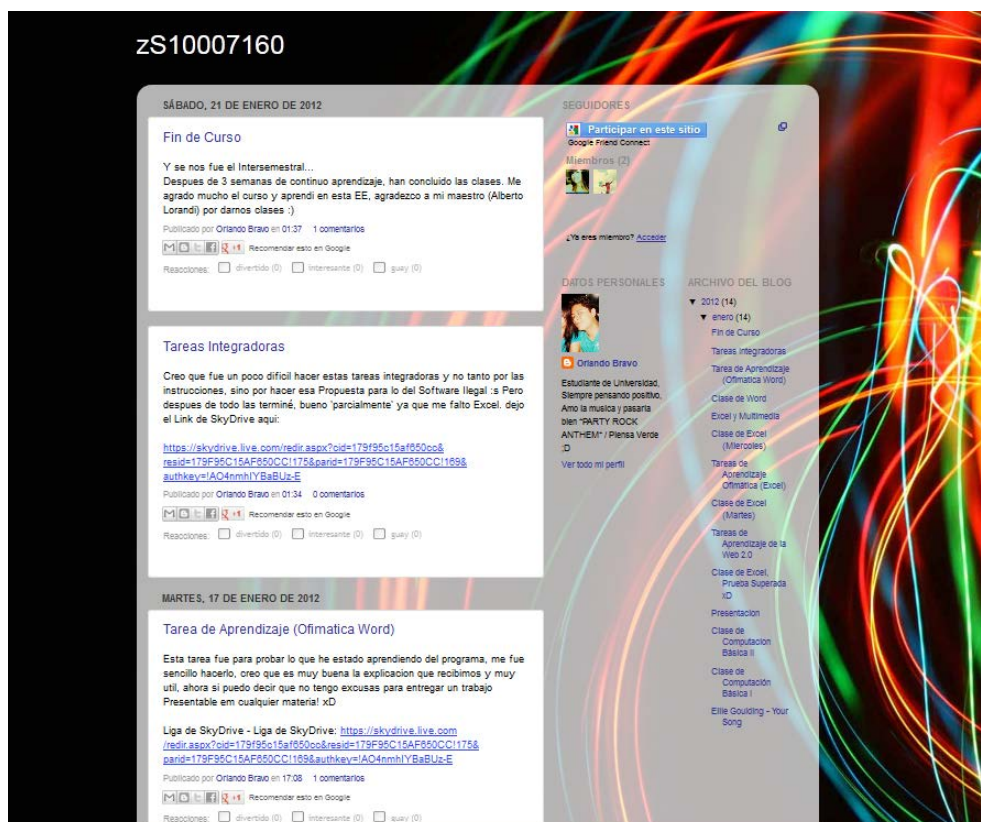 zS10007160
SÁBADO, 21 DE ENERO DE 2012
Fin de Curso
Y se nos fue el Intersemestral...
Despues de 3 semanas de continuo aprendizaje, han concluido las clases. Me
agrado mucho el curso y aprendi en esta EE, agradezco a mi maestro (Alberto
Lorandi) por darnos clases :)
Publicado por Orlando Bravo en 01:37 1 comentarios
Recomendar esto en Google
Reacciones: divertido (0) interesante (0) guay (0)
Tareas Integradoras
Creo que fue un poco dificil hacer estas tareas integradoras y no tanto por las
instrucciones, sino por hacer esa Propuesta para lo del Software Ilegal :s Pero
despues de todo las terminé, bueno 'parcialmente' ya que me falto Excel. dejo
el Link de SkyDrive aqui:
https://skydrive.live.com/redir.aspx?cid=179f95c15af650cc&
resid=179F95C15AF650CC!175&parid=179F95C15AF650CC!169&
authkey=!AO4nmhIYBaBUz-E
Publicado por Orlando Bravo en 01:34 0 comentarios
Recomendar esto en Google
Reacciones: divertido (0) interesante (0) guay (0)
MARTES, 17 DE ENERO DE 2012
Tarea de Aprendizaje (Ofimatica Word)
Esta tarea fue para probar lo que he estado aprendiendo del programa, me fue
sencillo hacerlo, creo que es muy buena la explicacion que recibimos y muy
util, ahora si puedo decir que no tengo excusas para entregar un trabajo
Presentable em cualquier materia! xD
Liga de SkyDrive - Liga de SkyDrive: https://skydrive.live.com
/redir.aspx?cid=179f95c15af650cc&resid=179F95C15AF650CC!175&
parid=179F95C15AF650CC!169&authkey=!AO4nmhIYBaBUz-E
Publicado por Orlando Bravo en 17:08 1 comentarios
Recomendar esto en Google
Reacciones: divertido (0) interesante (0) guay (0)
SEGUIDORES
Participar en este sitio
Google Friend Connect
Miembros (2)
¿Ya eres miembro? Acceder
DATOS PERSONALES
Orlando Bravo
Estudiante de Universidad,
Siempre pensando positivo,
Amo la musica y pasarla
bien "PARTY ROCK
ANTHEM" / Piensa Verde
;D
Ver todo mi perfil
ARCHIVO DEL BLOG
▼ 2012 (14)
▼ enero (14)
Fin de Curso
Tareas Integradoras
Tarea de Aprendizaje
(Ofimatica Word)
Clase de Word
Excel y Multimedia
Clase de Excel
(Miercoles)
Tareas de
Aprendizaje
Ofimática (Excel)
Clase de Excel
(Martes)
Tareas de
Aprendizaje de la
Web 2.0
Clase de Excel,
Prueba Superada
xD
Presentacion
Clase de
Computacion
Básica II
Clase de
Computación
Básica I
Ellie Goulding - Your
Song